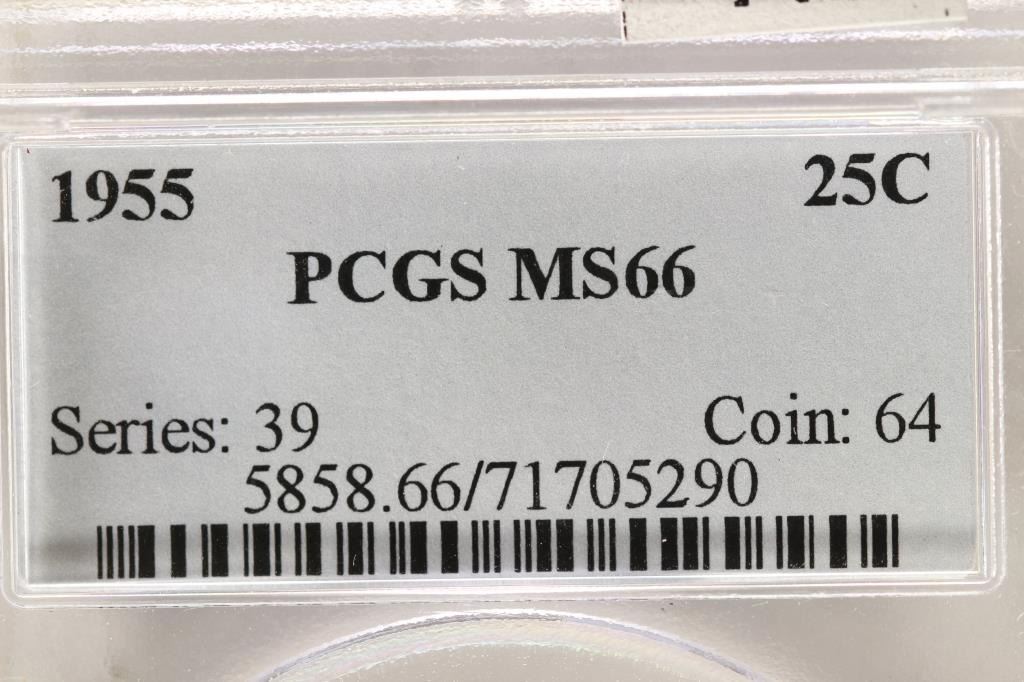 1955 25C
PCGS MS66
Series: 39 Coin: 64
5858.66/71705290